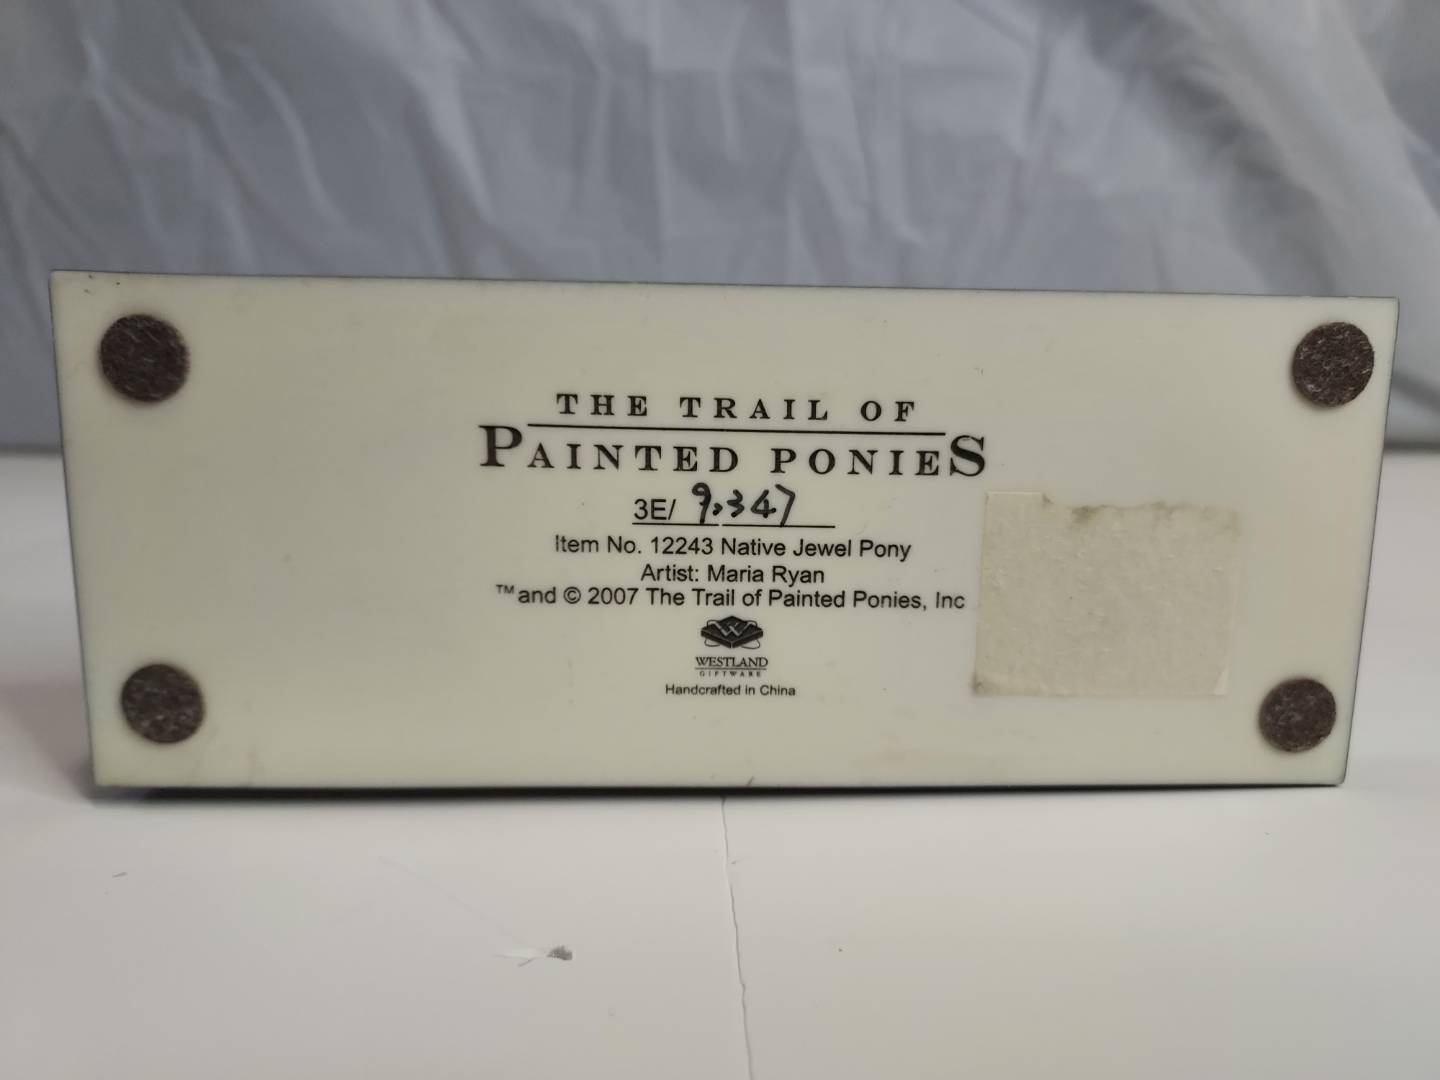 THE TRAIL OF
PAINTED PONIES
3E/ 9,347
Item No. 12243 Native Jewel Pony
Artist: Maria Ryan
™ and © 2007 The Trail of Painted Ponies, Inc
W
WESTLAND
GIFTWARE
Handcrafted in China